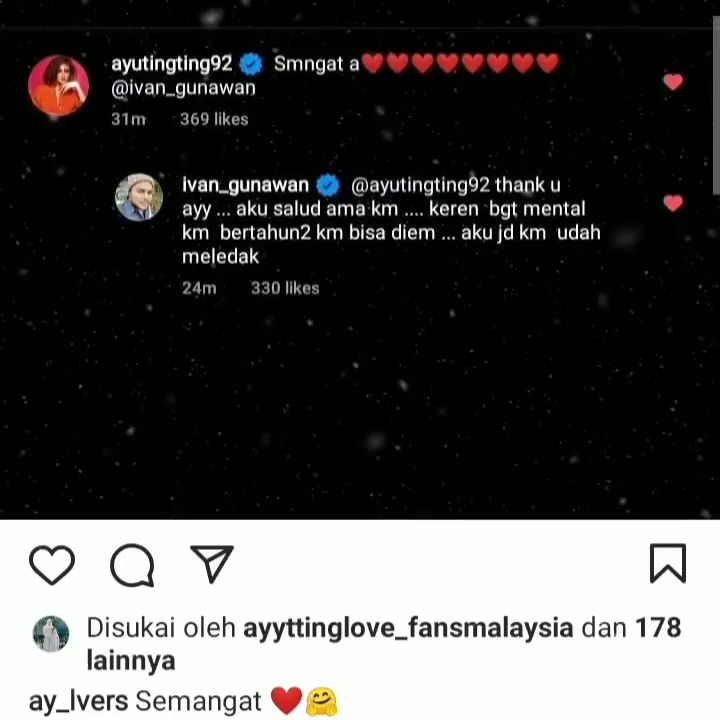 ayutingting92 Smngat a❤️❤️❤️❤️❤️❤️❤️❤️
@ivan_gunawan
31m 369 likes
ivan_gunawan @ayutingting92 thank u
ayy ... aku salud ama km .... keren bgt mental
km bertahun2 km bisa diem ... aku jd km udah
meledak
24m 330 likes
Disukai oleh ayyttinglove_fansmalaysia dan 178
lainnya
ay_lvers Semangat ❤️🤗